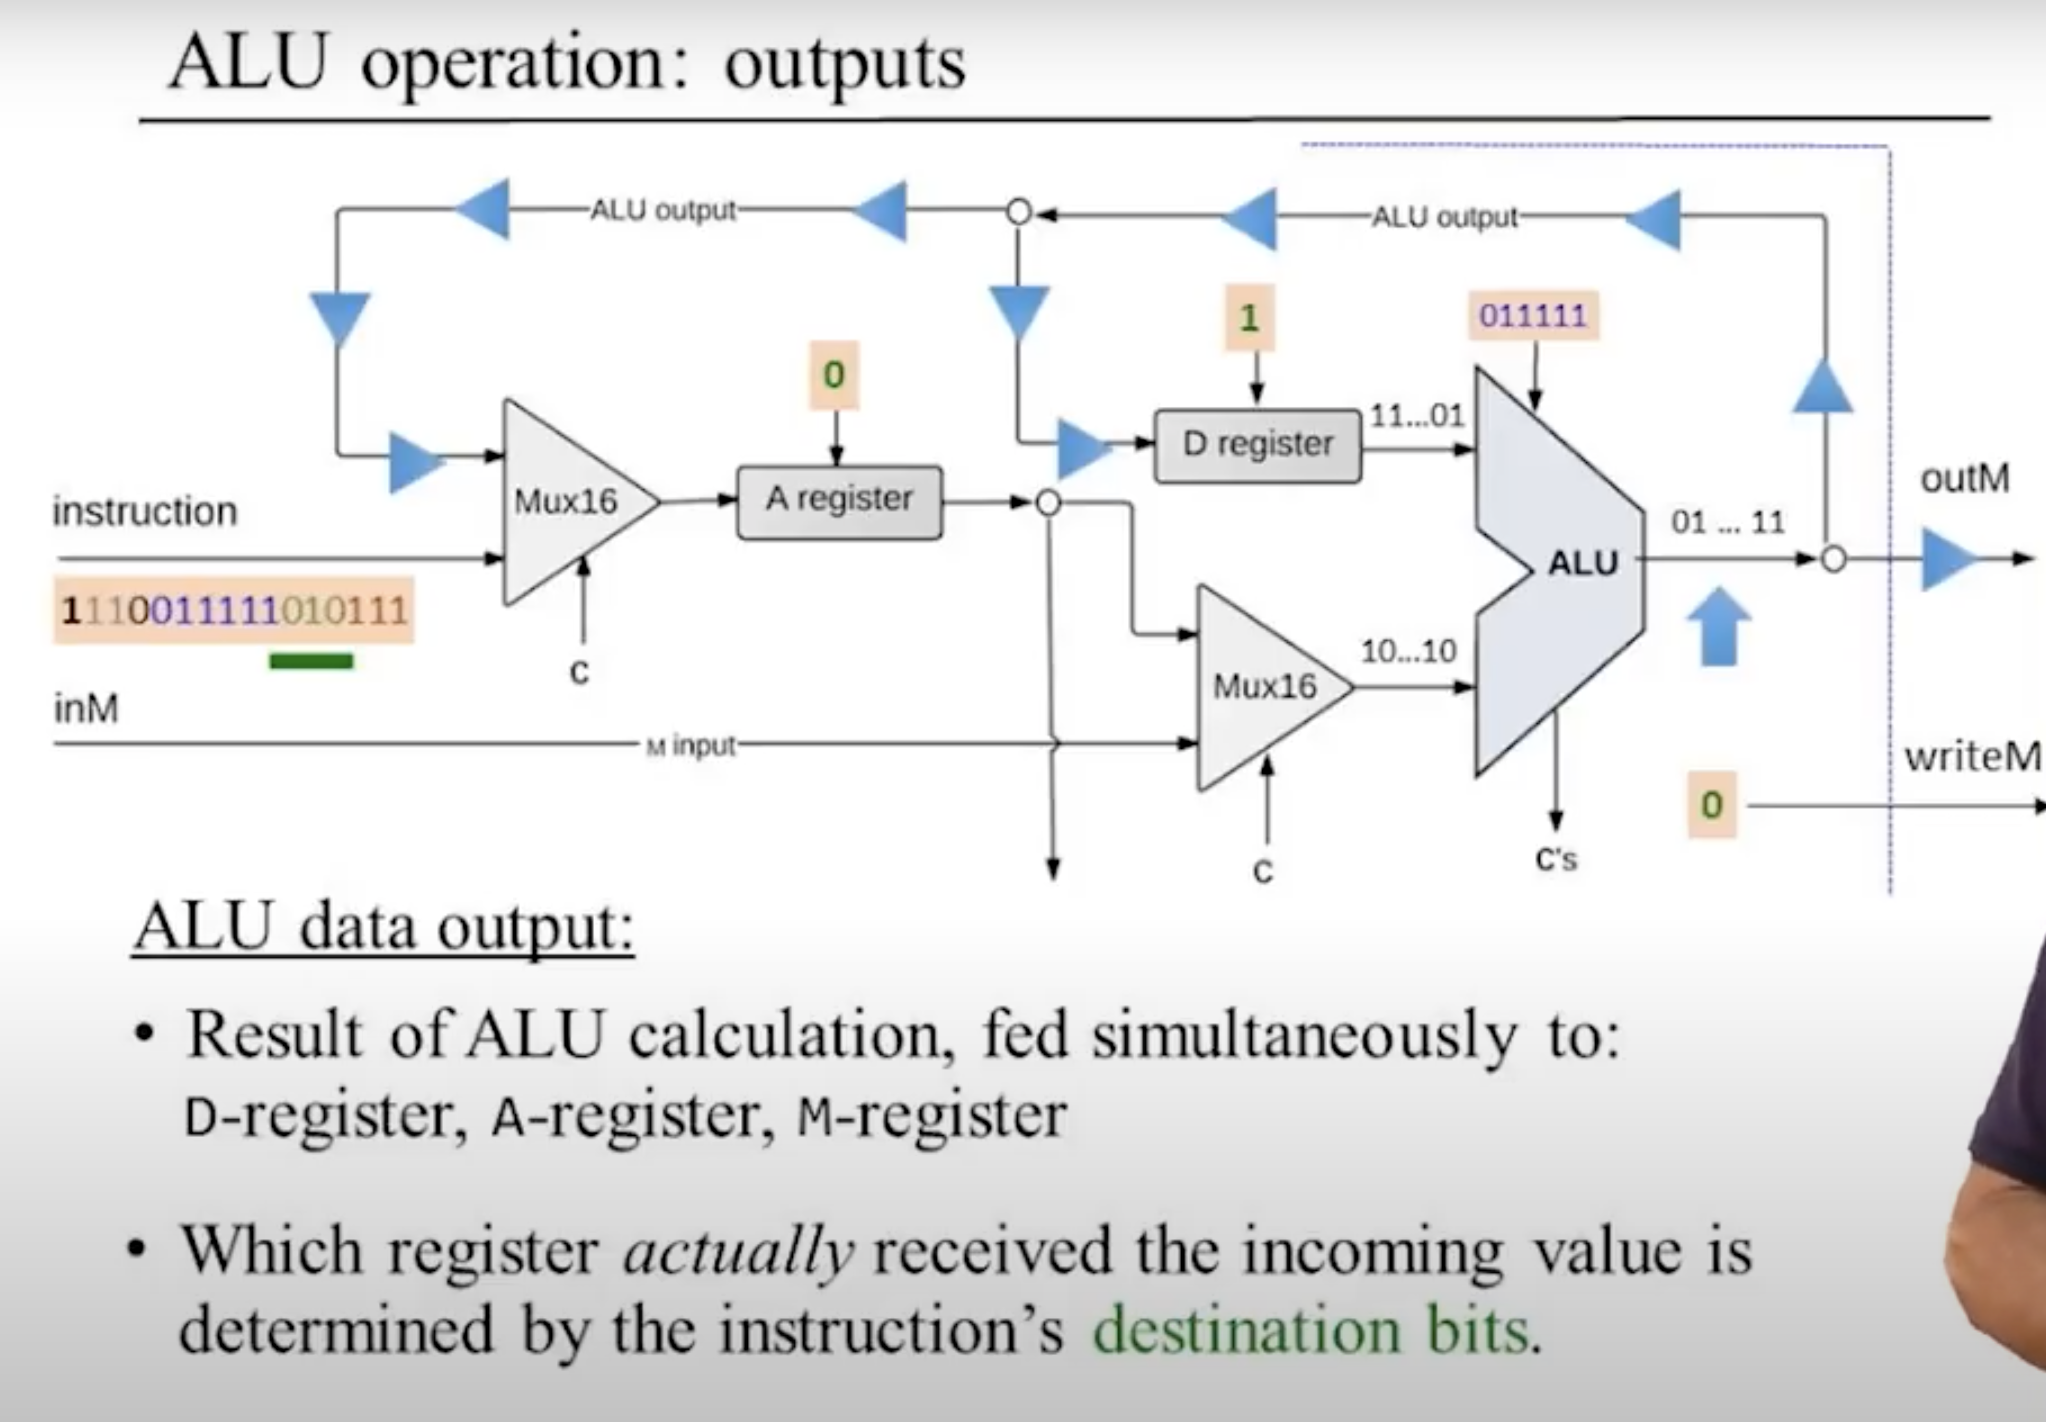 ALU operation: outputs
ALU output
ALU output
1
011111
0
11...01
D register
instruction
Mux16
A register
01 ... 11
outM
ALU
1110011111010111
C
10...10
Mux16
inM
M input
writeM
0
C
C's
ALU data output:
• Result of ALU calculation, fed simultaneously to:
D-register, A-register, M-register
• Which register actually received the incoming value is
determined by the instruction's destination bits.